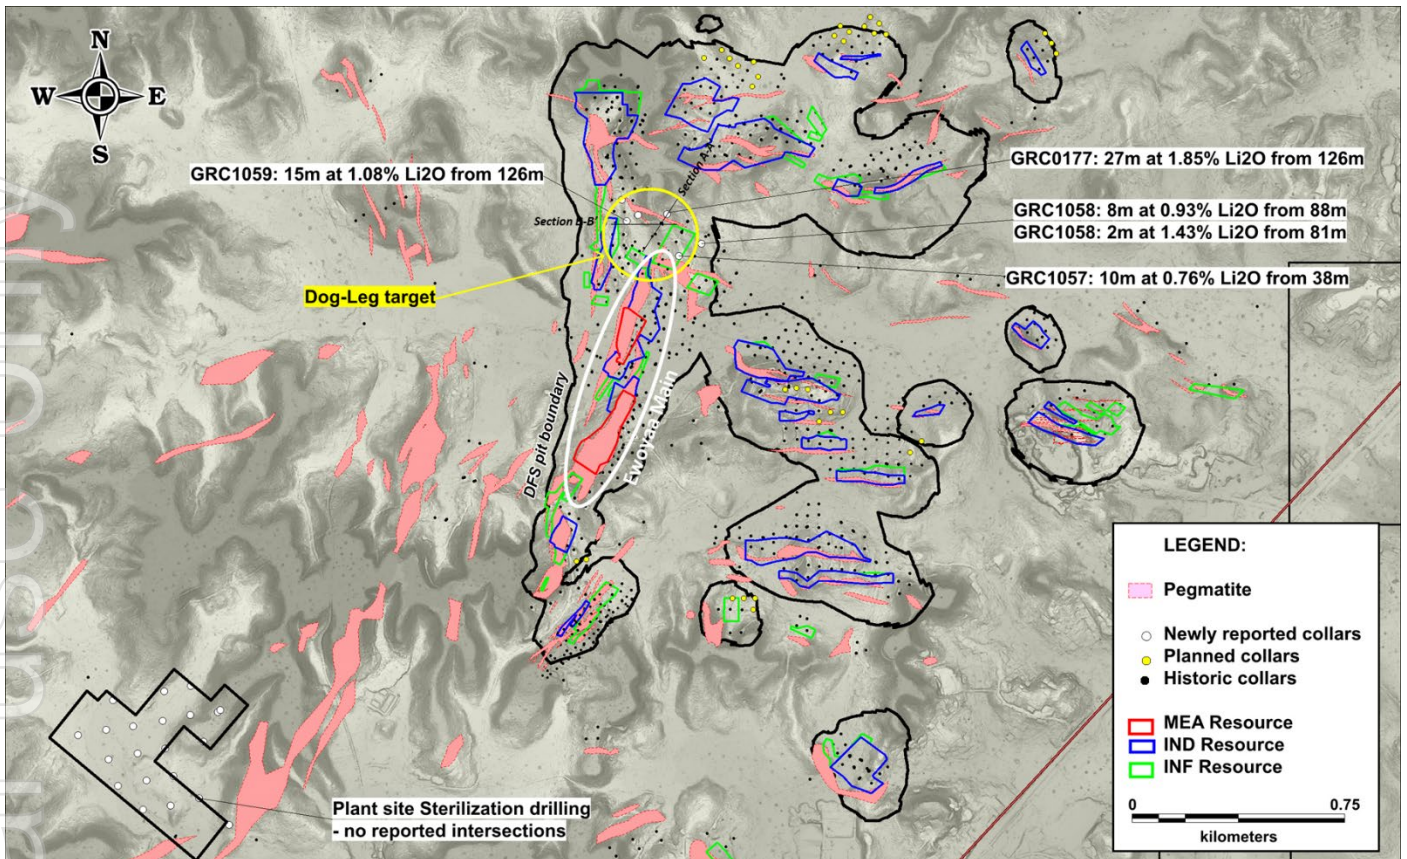 N
W
E
S
GRC1059: 15m at 1.08% Li2O from 126m
Section A-A'
GRC0177: 27m at 1.85% Li2O from 126m
Section B-B'
GRC1058: 8m at 0.93% Li2O from 88m
GRC1058: 2m at 1.43% Li2O from 81m
GRC1057: 10m at 0.76% Li2O from 38m
Dog-Leg target
DFS pit boundary
Ewoyaa Main
LEGEND:
Pegmatite
Newly reported collars
Planned collars
Historic collars
MEA Resource
IND Resource
INF Resource
0
0.75
kilometers
Plant site Sterilization drilling
- no reported intersections